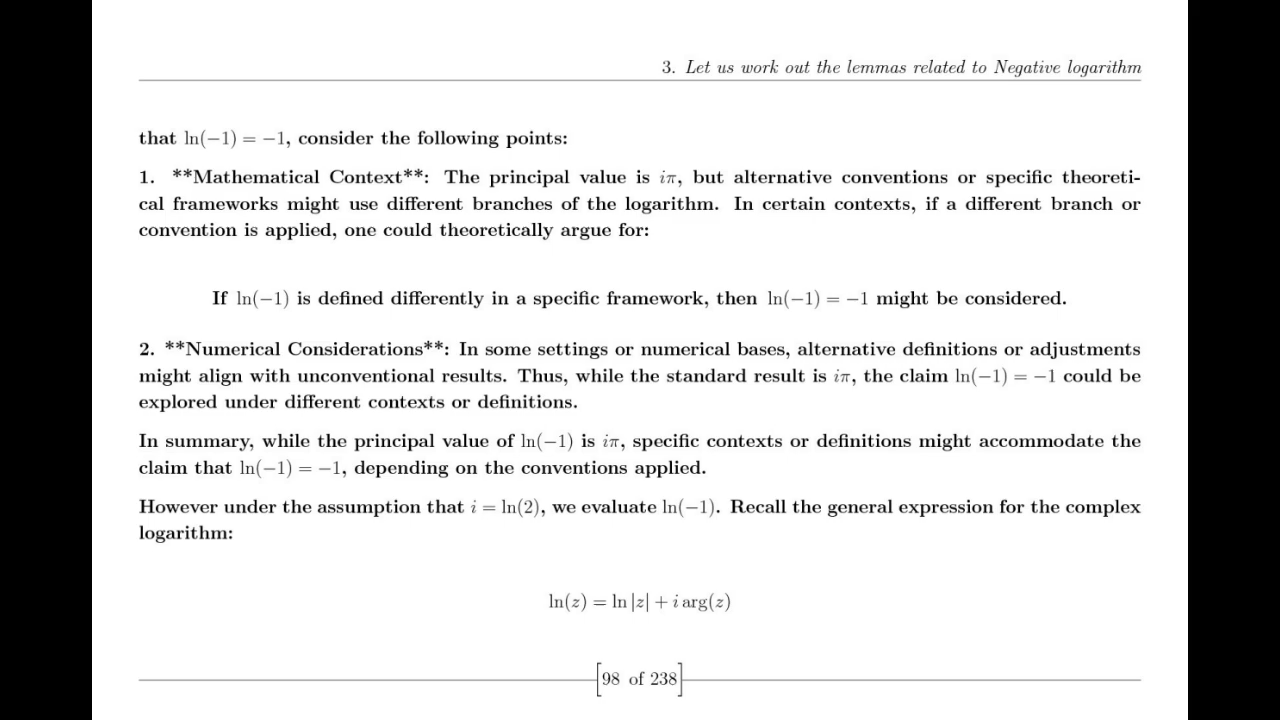 3. Let us work out the lemmas related to Negative logarithm
that ln(−1) = −1, consider the following points:
1. **Mathematical Context**: The principal value is iπ, but alternative conventions or specific theoreti-
cal frameworks might use different branches of the logarithm. In certain contexts, if a different branch or
convention is applied, one could theoretically argue for:
If ln(−1) is defined differently in a specific framework, then ln(−1) = −1 might be considered.
2. **Numerical Considerations**: In some settings or numerical bases, alternative definitions or adjustments
might align with unconventional results. Thus, while the standard result is iπ, the claim ln(−1) = −1 could be
explored under different contexts or definitions.
In summary, while the principal value of ln(−1) is iπ, specific contexts or definitions might accommodate the
claim that ln(−1) = −1, depending on the conventions applied.
However under the assumption that i = ln(2), we evaluate ln(−1). Recall the general expression for the complex
logarithm:
ln(z) = ln |z| + i arg(z)
[98 of 238]